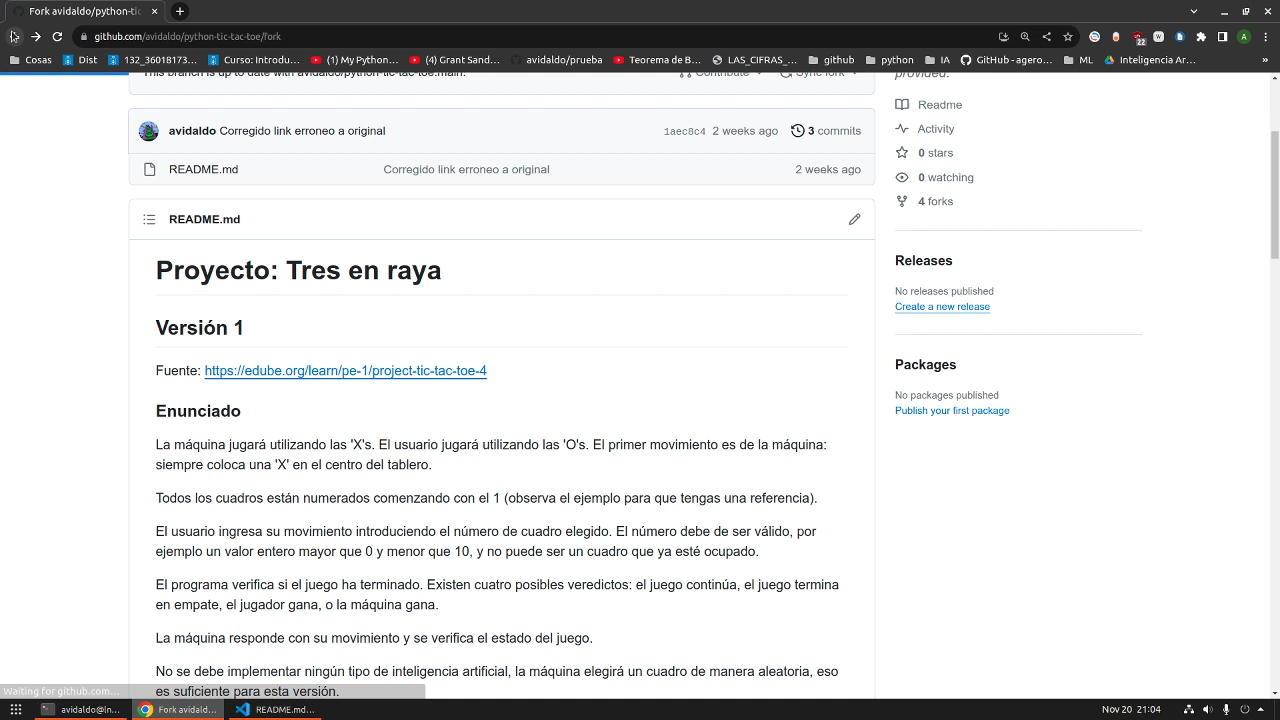 Fork avidaldo/python-tic
github.com/avidaldo/python-tic-tac-toe/fork
22
A
Cosas
Dist
132_36018173...
Curso: Introdu...
(1) My Python...
(4) Grant Sand...
avidaldo/prueba
Teorema de B...
LAS_CIFRAS_...
github
python
IA
GitHub - agero...
ML
Inteligencia Ar...
»
This branch is up to date with avidaldo/python-tic-tac-toe:main.
Contribute
Sync fork
provided.
avidaldo Corregido link erroneo a original
1aec8c4 2 weeks ago
3 commits
README.md
Corregido link erroneo a original
2 weeks ago
README.md
Proyecto: Tres en raya
Versión 1
Fuente: https://edube.org/learn/pe-1/project-tic-tac-toe-4
Enunciado
La máquina jugará utilizando las 'X's. El usuario jugará utilizando las 'O's. El primer movimiento es de la máquina:
siempre coloca una 'X' en el centro del tablero.
Todos los cuadros están numerados comenzando con el 1 (observa el ejemplo para que tengas una referencia).
El usuario ingresa su movimiento introduciendo el número de cuadro elegido. El número debe de ser válido, por
ejemplo un valor entero mayor que 0 y menor que 10, y no puede ser un cuadro que ya esté ocupado.
El programa verifica si el juego ha terminado. Existen cuatro posibles veredictos: el juego continúa, el juego termina
en empate, el jugador gana, o la máquina gana.
La máquina responde con su movimiento y se verifica el estado del juego.
No se debe implementar ningún tipo de inteligencia artificial, la máquina elegirá un cuadro de manera aleatoria, eso
es suficiente para esta versión.
Readme
Activity
0 stars
0 watching
4 forks
Releases
No releases published
Create a new release
Packages
No packages published
Publish your first package
Waiting for github.com...
avidaldo@ln...
Fork avidald...
README.md...
Nov 20 21:04